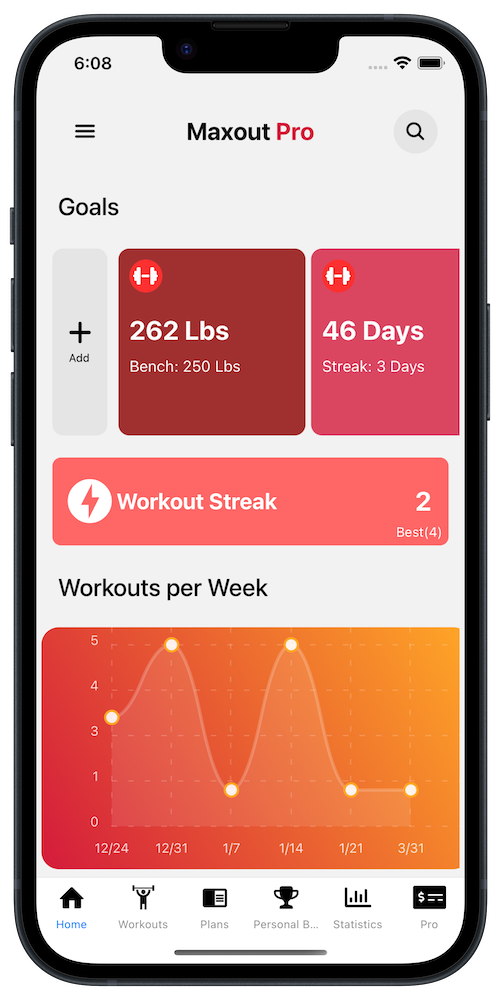 6:08
Maxout Pro
Goals
Add
262 Lbs
Bench: 250 Lbs
46 Days
Streak: 3 Days
Workout Streak
2
Best(4)
Workouts per Week
5
4
3
1
0
12/24 12/31 1/7 1/14 1/21 3/31
Home Workouts Plans Personal B... Statistics Pro